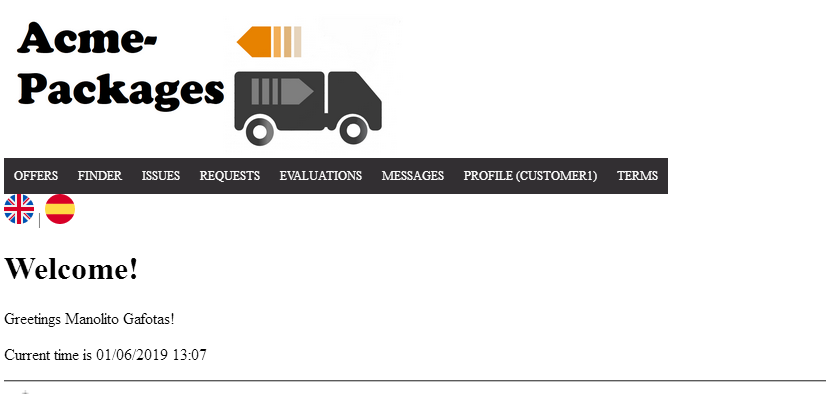 Acme-
Packages
OFFERS FINDER ISSUES REQUESTS EVALUATIONS MESSAGES PROFILE (CUSTOMER1) TERMS
|
Welcome!
Greetings Manolito Gafotas!
Current time is 01/06/2019 13:07